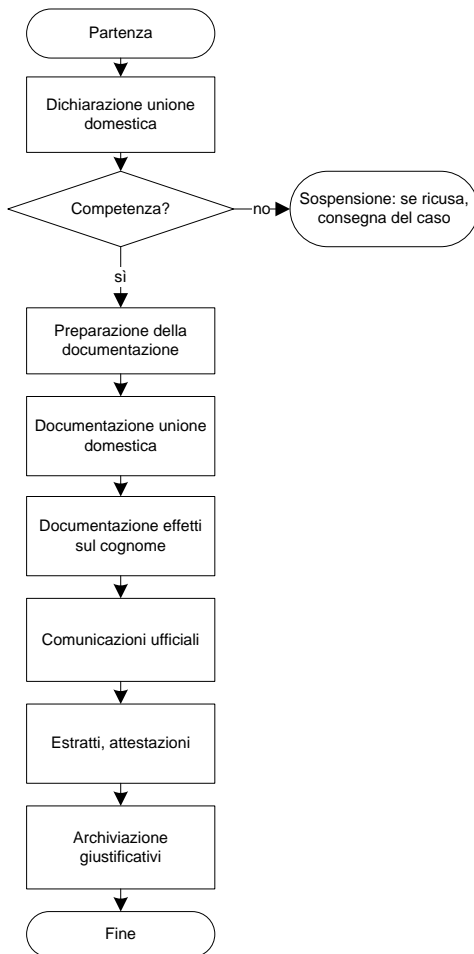 Partenza
Dichiarazione unione
domestica
Competenza?
no
Sospensione: se ricusa,
consegna del caso
sì
Preparazione della
documentazione
Documentazione unione
domestica
Documentazione effetti
sul cognome
Comunicazioni ufficiali
Estratti, attestazioni
Archiviazione
giustificativi
Fine